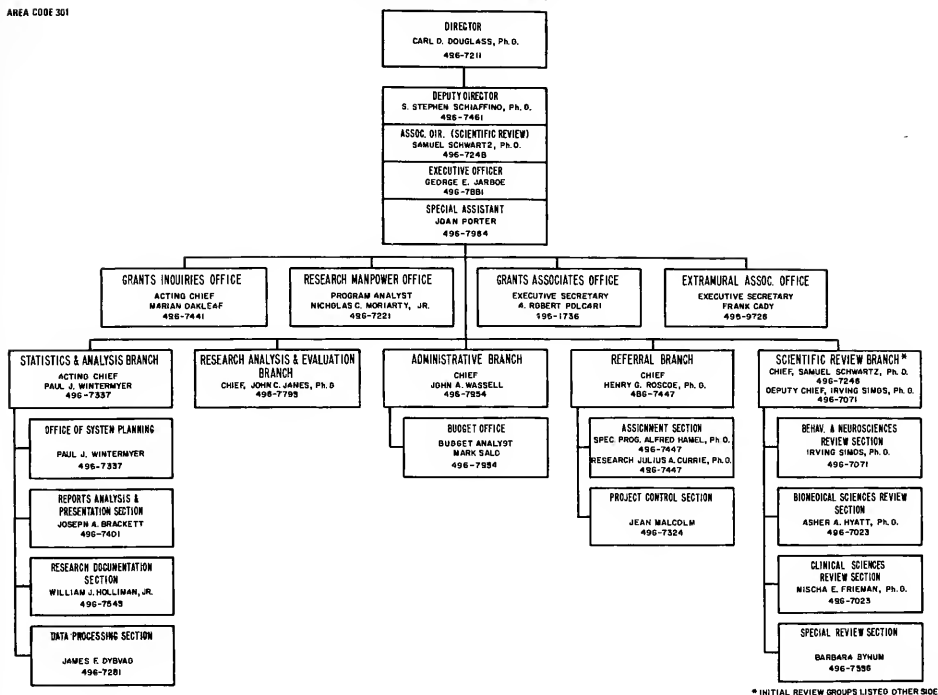 AREA CODE 301
DIRECTOR
CARL D. DOUGLASS, Ph.D.
496-7211
DEPUTY DIRECTOR
S. STEPHEN SCHIAFFINO, Ph.D.
496-7461
ASSOC. DIR. (SCIENTIFIC REVIEW)
SAMUEL SCHWARTZ, Ph.D.
496-7248
EXECUTIVE OFFICER
GEORGE E. JARBOE
496-7881
SPECIAL ASSISTANT
JOAN PORTER
496-7984
GRANTS INQUIRIES OFFICE
ACTING CHIEF
MARIAN OAKLEAF
496-7441
RESEARCH MANPOWER OFFICE
PROGRAM ANALYST
NICHOLAS C. MORIARTY, JR.
496-7221
GRANTS ASSOCIATES OFFICE
EXECUTIVE SECRETARY
A. ROBERT POLCARI
496-1736
EXTRAMURAL ASSOC. OFFICE
EXECUTIVE SECRETARY
FRANK CADY
496-9728
STATISTICS & ANALYSIS BRANCH
ACTING CHIEF
PAUL J. WINTERMYER
496-7337
OFFICE OF SYSTEM PLANNING
PAUL J. WINTERMYER
496-7337
REPORTS ANALYSIS &
PRESENTATION SECTION
JOSEPH A. BRACKETT
496-7401
RESEARCH DOCUMENTATION
SECTION
WILLIAM J. HOLLIMAN, JR.
496-7543
DATA PROCESSING SECTION
JAMES F. DYBVAD
496-7281
RESEARCH ANALYSIS & EVALUATION
BRANCH
CHIEF, JOHN C. JAMES, Ph.D
496-7793
ADMINISTRATIVE BRANCH
CHIEF
JOHN A. WASSELL
496-7954
BUDGET OFFICE
BUDGET ANALYST
MARK SALO
496-7954
REFERRAL BRANCH
CHIEF
HENRY G. ROSCOE, Ph.D.
486-7447
ASSIGNMENT SECTION
SPEC. PROG. ALFRED HAMEL, Ph.D.
496-7447
RESEARCH JULIUS A. CURRIE, Ph.D.
496-7447
PROJECT CONTROL SECTION
JEAN MALCOLM
496-7324
SCIENTIFIC REVIEW BRANCH*
CHIEF, SAMUEL SCHWARTZ, Ph.D.
496-7248
DEPUTY CHIEF, IRVING SIMOS, Ph.D.
496-7071
BEHAV. & NEUROSCIENCES
REVIEW SECTION
IRVING SIMOS, Ph.D.
496-7071
BIOMEDICAL SCIENCES REVIEW
SECTION
ASHER A. HYATT, Ph.D.
496-7023
CLINICAL SCIENCES
REVIEW SECTION
MISCHA E. FRIEMAN, Ph.D.
496-7023
SPECIAL REVIEW SECTION
BARBARA BYNUM
* INITIAL REVIEW GROUPS LISTED OTHER SIDE